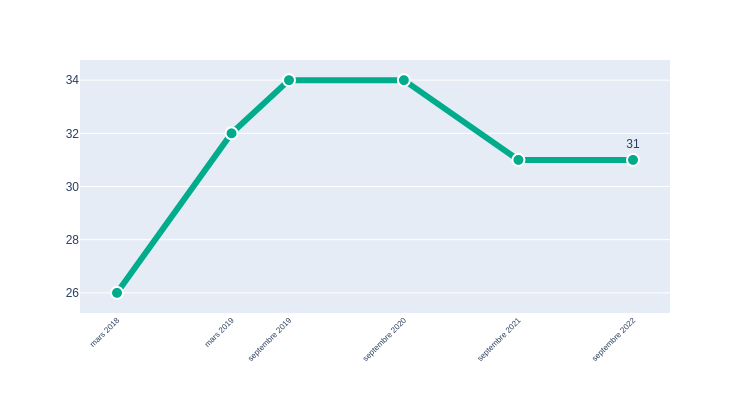 34
32
31
30
28
26
mars 2018
mars 2019
septembre 2019
septembre 2020
septembre 2021
septembre 2022